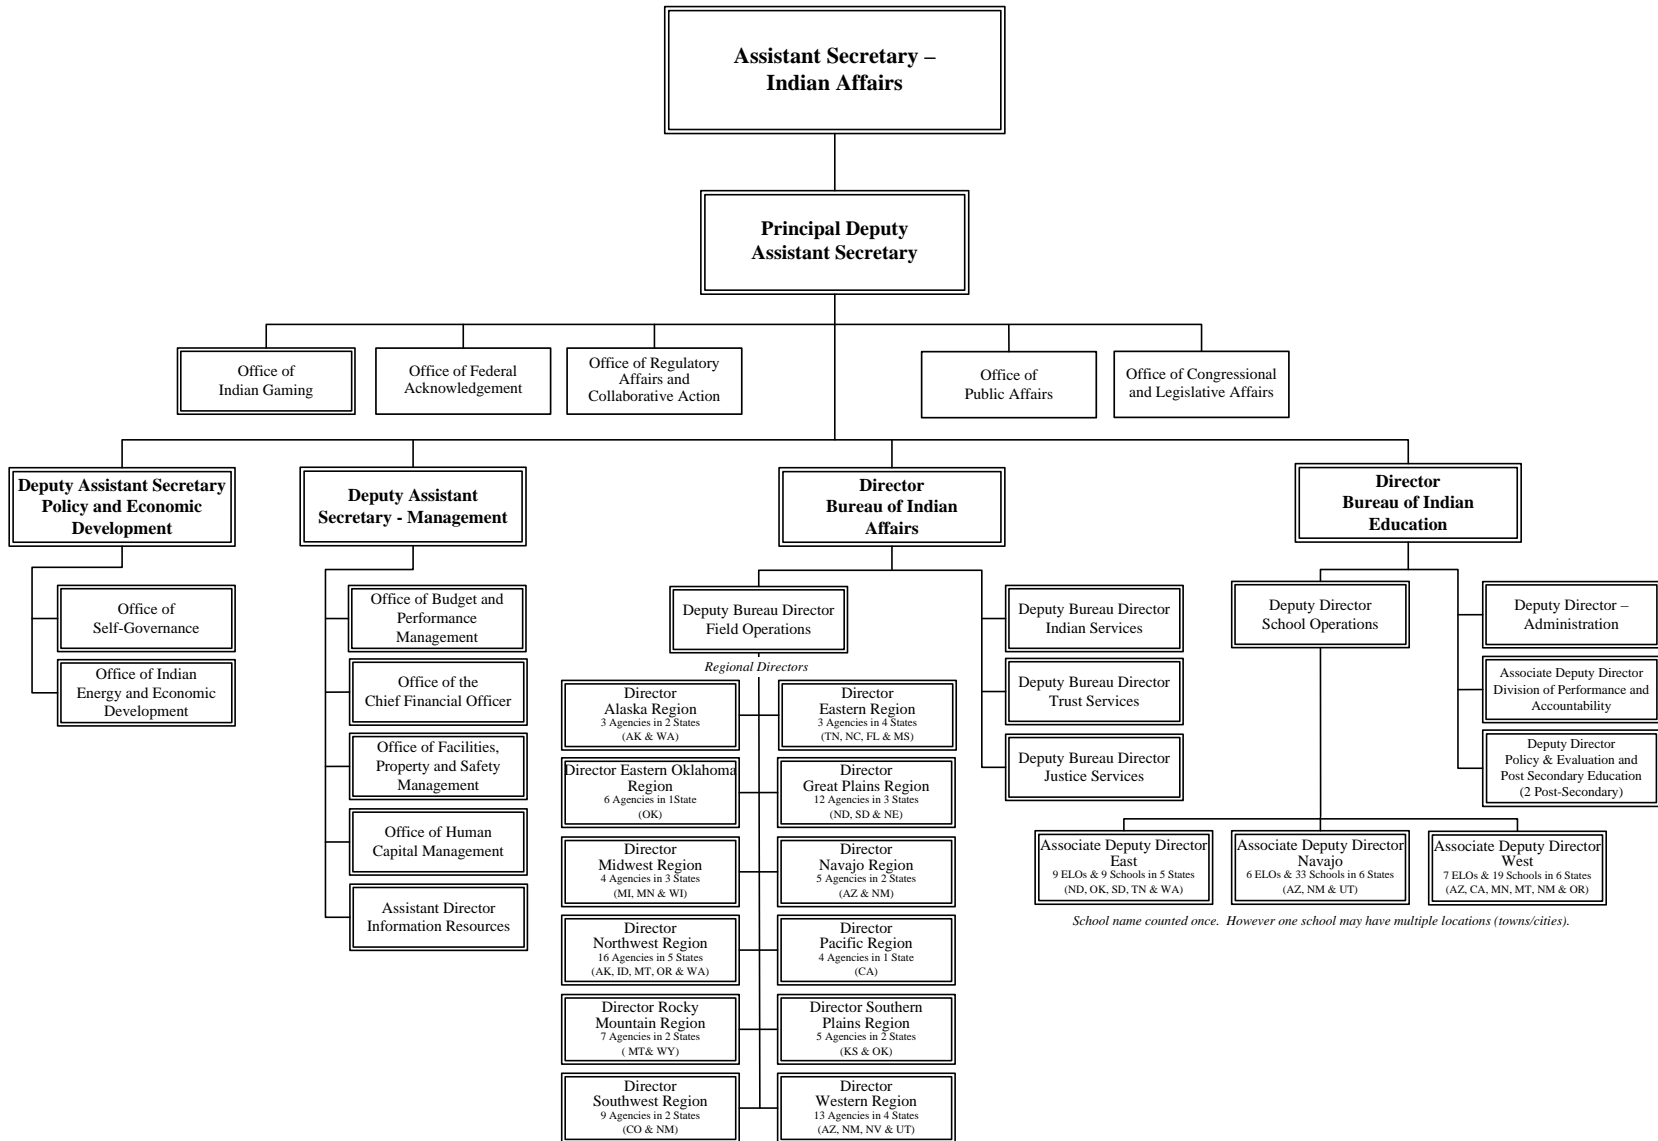 Assistant Secretary –
Indian Affairs
Principal Deputy
Assistant Secretary
Office of
Indian Gaming
Office of Federal
Acknowledgement
Office of Regulatory
Affairs and
Collaborative Action
Office of
Public Affairs
Office of Congressional
and Legislative Affairs
Deputy Assistant Secretary
Policy and Economic
Development
Deputy Assistant
Secretary - Management
Director
Bureau of Indian
Affairs
Director
Bureau of Indian
Education
Office of
Self-Governance
Office of Indian
Energy and Economic
Development
Office of Budget and
Performance
Management
Office of the
Chief Financial Officer
Office of Facilities,
Property and Safety
Management
Office of Human
Capital Management
Assistant Director
Information Resources
Deputy Bureau Director
Field Operations
Regional Directors
Director
Alaska Region
3 Agencies in 2 States
(AK & WA)
Director
Eastern Region
3 Agencies in 4 States
(TN, NC, FL & MS)
Director Eastern Oklahoma
Region
6 Agencies in 1State
(OK)
Director
Great Plains Region
12 Agencies in 3 States
(ND, SD & NE)
Director
Midwest Region
4 Agencies in 3 States
(MI, MN & WI)
Director
Navajo Region
5 Agencies in 2 States
(AZ & NM)
Director
Northwest Region
16 Agencies in 5 States
(AK, ID, MT, OR & WA)
Director
Pacific Region
4 Agencies in 1 State
(CA)
Director Rocky
Mountain Region
7 Agencies in 2 States
( MT& WY)
Director Southern
Plains Region
5 Agencies in 2 States
(KS & OK)
Director
Southwest Region
9 Agencies in 2 States
(CO & NM)
Director
Western Region
13 Agencies in 4 States
(AZ, NM, NV & UT)
Deputy Bureau Director
Indian Services
Deputy Bureau Director
Trust Services
Deputy Bureau Director
Justice Services
Deputy Director
School Operations
Deputy Director –
Administration
Associate Deputy Director
Division of Performance and
Accountability
Deputy Director
Policy & Evaluation and
Post Secondary Education
(2 Post-Secondary)
Associate Deputy Director
East
9 ELOs & 9 Schools in 5 States
(ND, OK, SD, TN & WA)
Associate Deputy Director
Navajo
6 ELOs & 33 Schools in 6 States
(AZ, NM & UT)
Associate Deputy Director
West
7 ELOs & 19 Schools in 6 States
(AZ, CA, MN, MT, NM & OR)
School name counted once.  However one school may have multiple locations (towns/cities).